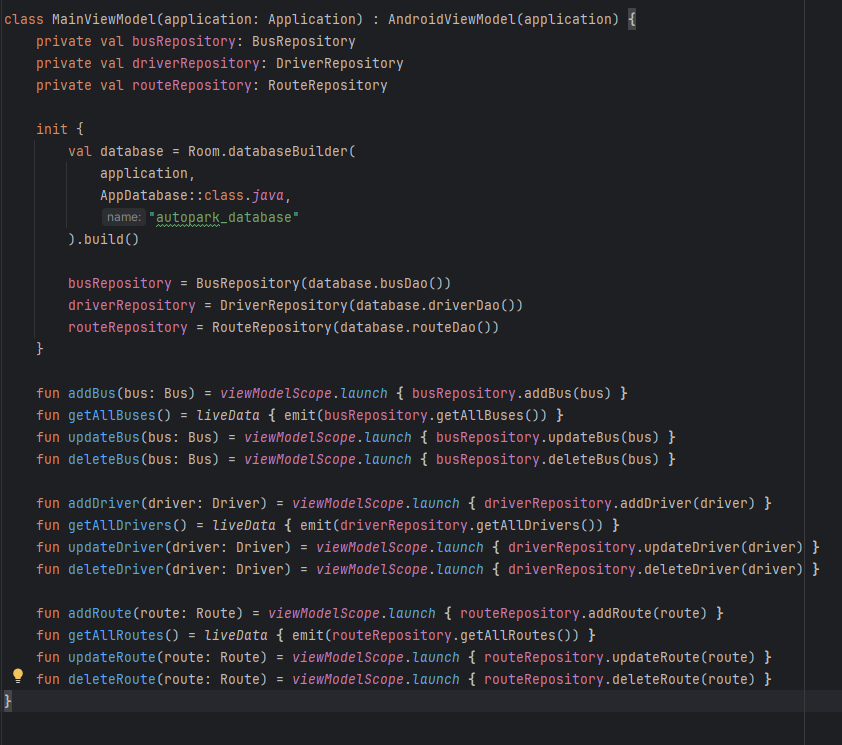 class MainViewModel(application: Application) : AndroidViewModel(application) {
    private val busRepository: BusRepository
    private val driverRepository: DriverRepository
    private val routeRepository: RouteRepository

    init {
        val database = Room.databaseBuilder(
            application,
            AppDatabase::class.java,
            name: "autopark_database"
        ).build()

        busRepository = BusRepository(database.busDao())
        driverRepository = DriverRepository(database.driverDao())
        routeRepository = RouteRepository(database.routeDao())
    }

    fun addBus(bus: Bus) = viewModelScope.launch { busRepository.addBus(bus) }
    fun getAllBuses() = liveData { emit(busRepository.getAllBuses()) }
    fun updateBus(bus: Bus) = viewModelScope.launch { busRepository.updateBus(bus) }
    fun deleteBus(bus: Bus) = viewModelScope.launch { busRepository.deleteBus(bus) }

    fun addDriver(driver: Driver) = viewModelScope.launch { driverRepository.addDriver(driver) }
    fun getAllDrivers() = liveData { emit(driverRepository.getAllDrivers()) }
    fun updateDriver(driver: Driver) = viewModelScope.launch { driverRepository.updateDriver(driver) }
    fun deleteDriver(driver: Driver) = viewModelScope.launch { driverRepository.deleteDriver(driver) }

    fun addRoute(route: Route) = viewModelScope.launch { routeRepository.addRoute(route) }
    fun getAllRoutes() = liveData { emit(routeRepository.getAllRoutes()) }
    fun updateRoute(route: Route) = viewModelScope.launch { routeRepository.updateRoute(route) }
    fun deleteRoute(route: Route) = viewModelScope.launch { routeRepository.deleteRoute(route) }
}